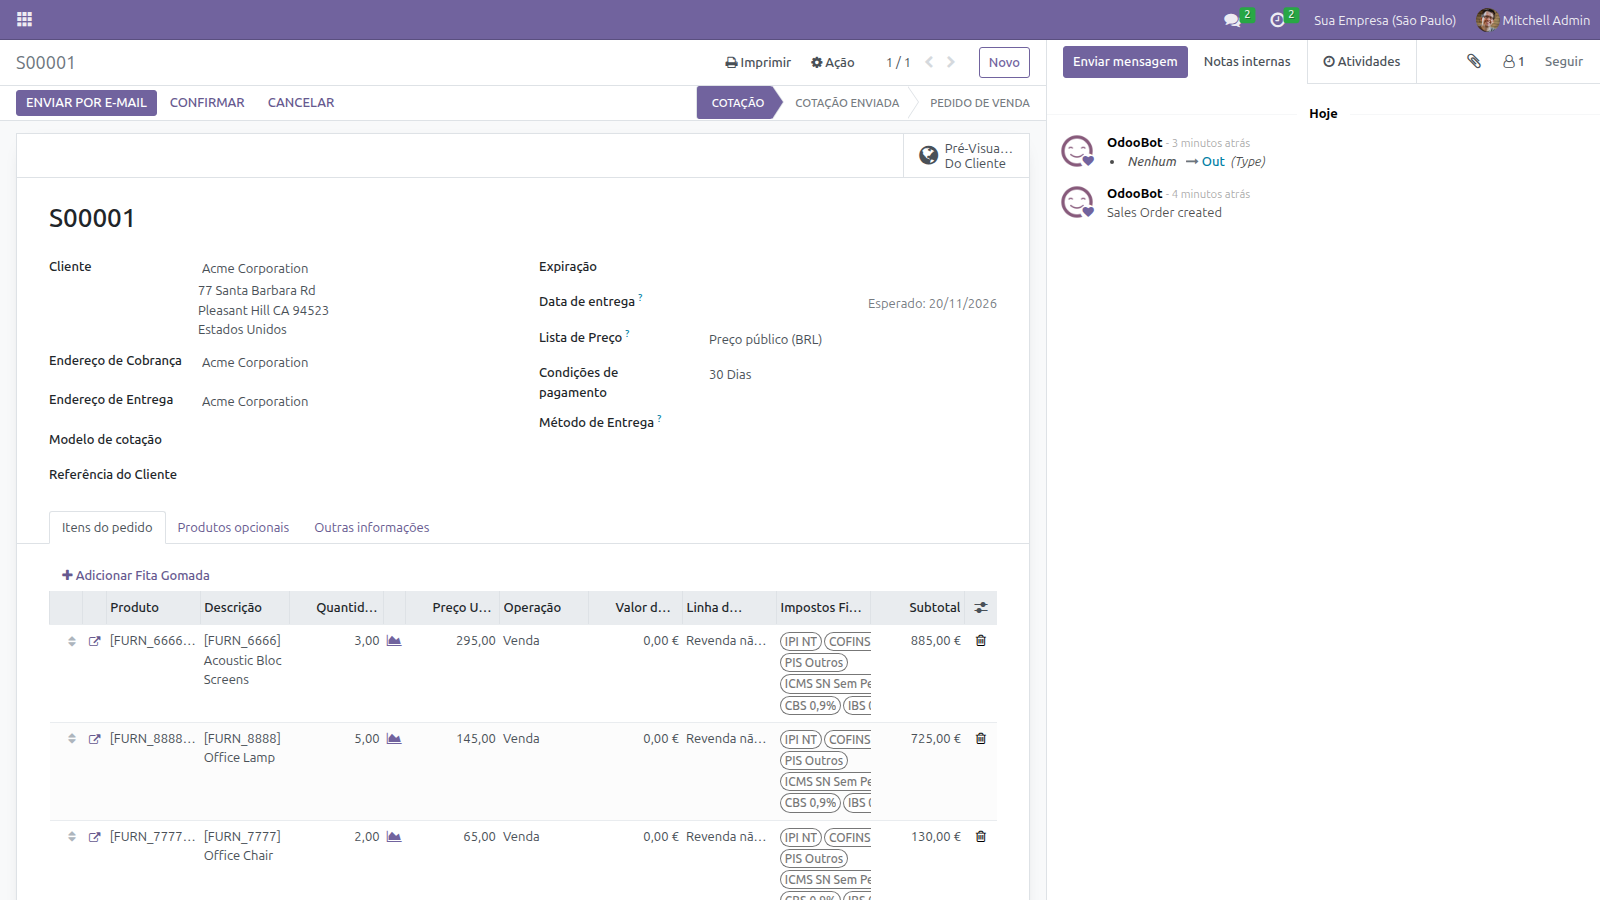 2
2
Sua Empresa (São Paulo)
Mitchell Admin
S00001
Imprimir
Ação
1 / 1
Novo
ENVIAR POR E-MAIL
CONFIRMAR
CANCELAR
COTAÇÃO
COTAÇÃO ENVIADA
PEDIDO DE VENDA
Pré-Visua...
Do Cliente
S00001
Cliente
Acme Corporation
77 Santa Barbara Rd
Pleasant Hill CA 94523
Estados Unidos
Endereço de Cobrança
Acme Corporation
Endereço de Entrega
Acme Corporation
Modelo de cotação
Referência do Cliente
Expiração
Data de entrega ?
Esperado: 20/11/2026
Lista de Preço ?
Preço público (BRL)
Condições de
pagamento
30 Dias
Método de Entrega ?
Itens do pedido
Produtos opcionais
Outras informações
Adicionar Fita Gomada
Produto Descrição Quantid... Preço U... Operação Valor d... Linha d... Impostos Fi... Subtotal
[FURN_6666... [FURN_6666] 3,00 295,00 Venda 0,00 € Revenda nã... IPI NT COFINS 885,00 €
Acoustic Bloc
Screens
PIS Outros
ICMS SN Sem Pe
CBS 0,9% IBS
[FURN_8888... [FURN_8888] 5,00 145,00 Venda 0,00 € Revenda nã... IPI NT COFINS 725,00 €
Office Lamp
PIS Outros
ICMS SN Sem Pe
CBS 0,9% IBS
[FURN_7777... [FURN_7777] 2,00 65,00 Venda 0,00 € Revenda nã... IPI NT COFINS 130,00 €
Office Chair
PIS Outros
ICMS SN Sem Pe
CBS 0,9% IBS
Enviar mensagem
Notas internas
Atividades
1
Seguir
Hoje
OdooBot - 3 minutos atrás
• Nenhum → Out (Type)
OdooBot - 4 minutos atrás
Sales Order created